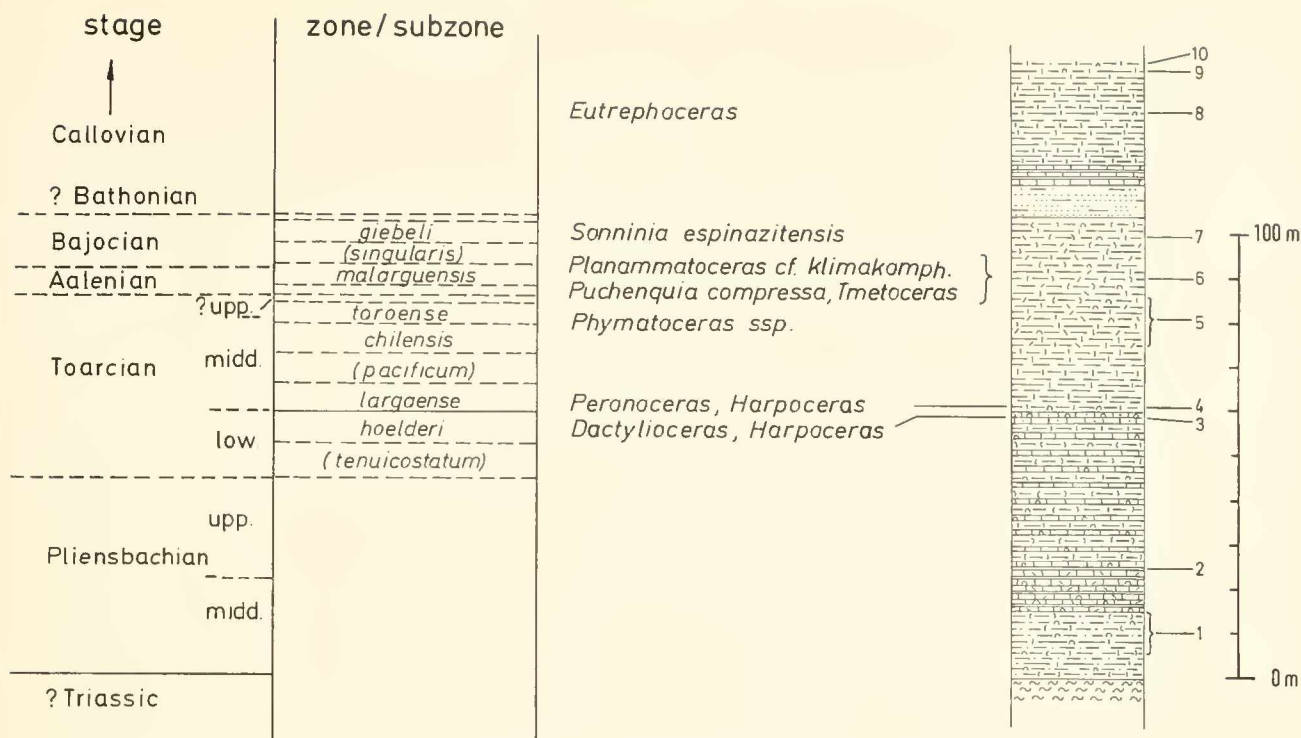 stage
zone/subzone
Callovian
? Bathonian
Bajocian
Aalenian
Toarcian
?upp.
midd.
low
Pliensbachian
upp.
midd.
? Triassic
giebeli
(singularis)
malarguensis
toroense
chilensis
(pacificum)
largaense
hoelderi
(tenuicostatum)
Eutrephoceras
Sonninia espinazitensis
Planammatoceras cf. klimakomph.
Puchenquia compressa, Tmetoceras
Phymatoceras ssp.
Peronoceras, Harpoceras
Dactylioceras, Harpoceras
10
9
8
7
6
5
4
3
2
1
100 m
0 m